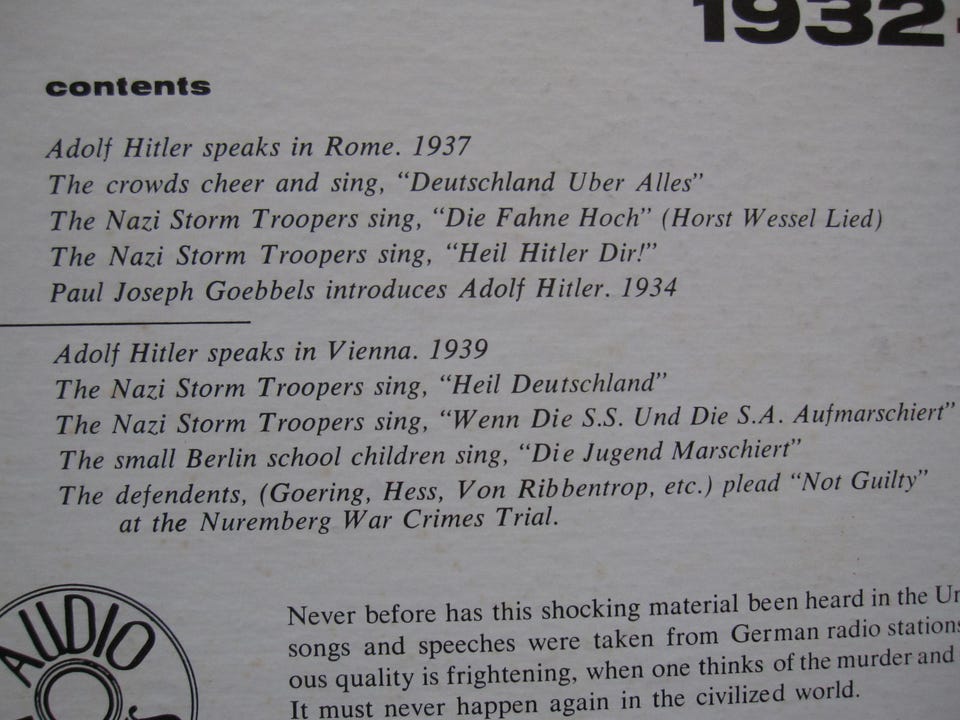 1932-
contents
Adolf Hitler speaks in Rome. 1937
The crowds cheer and sing, “Deutschland Uber Alles”
The Nazi Storm Troopers sing, “Die Fahne Hoch” (Horst Wessel Lied)
The Nazi Storm Troopers sing, “Heil Hitler Dir!”
Paul Joseph Goebbels introduces Adolf Hitler. 1934
Adolf Hitler speaks in Vienna. 1939
The Nazi Storm Troopers sing, “Heil Deutschland”
The Nazi Storm Troopers sing, “Wenn Die S.S. Und Die S.A. Aufmarschiert”
The small Berlin school children sing, “Die Jugend Marschiert”
The defendents, (Goering, Hess, Von Ribbentrop, etc.) plead “Not Guilty”
at the Nuremberg War Crimes Trial.
AUDIO
Never before has this shocking material been heard in the
songs and speeches were taken from German radio stations
ous quality is frightening, when one thinks of the murder and
It must never happen again in the civilized world.